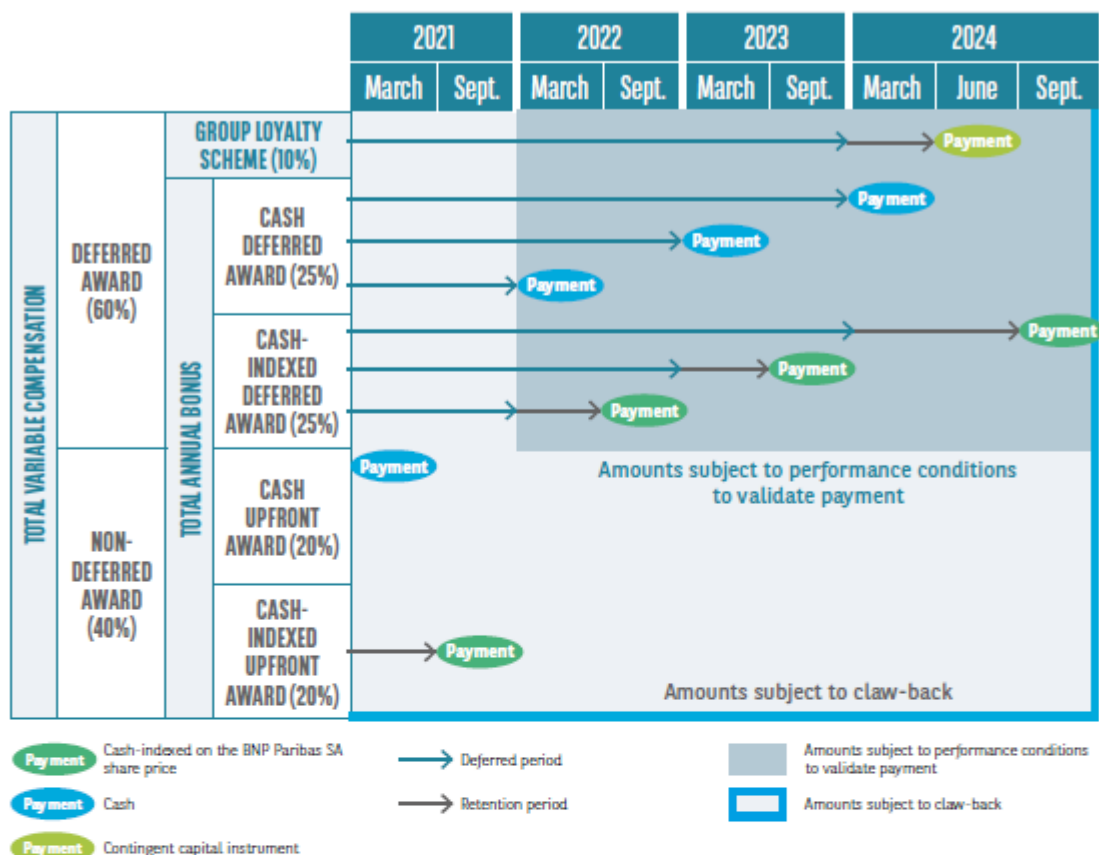 2021
2022
2023
2024
March
Sept.
March
Sept.
March
Sept.
March
June
Sept.
TOTAL VARIABLE COMPENSATION
DEFERRED
AWARD
(60%)
GROUP LOYALTY
SCHEME (10%)
Payment
TOTAL ANNUAL BONUS
CASH
DEFERRED
AWARD (25%)
Payment
Payment
Payment
CASH-
INDEXED
DEFERRED
AWARD (25%)
Payment
Payment
Payment
NON-
DEFERRED
AWARD
(40%)
CASH
UPFRONT
AWARD (20%)
Payment
Amounts subject to performance conditions
to validate payment
CASH-
INDEXED
UPFRONT
AWARD (20%)
Payment
Amounts subject to claw-back
Payment
Cash-indexed on the BNP Paribas SA
share price
Deferred period
Amounts subject to performance conditions
to validate payment
Payment
Cash
Retention period
Amounts subject to claw-back
Payment
Contingent capital instrument